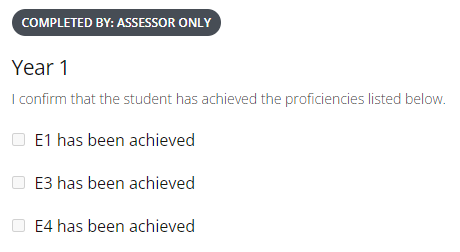 COMPLETED BY: ASSESSOR ONLY
Year 1
I confirm that the student has achieved the proficiencies listed below.
E1 has been achieved
E3 has been achieved
E4 has been achieved